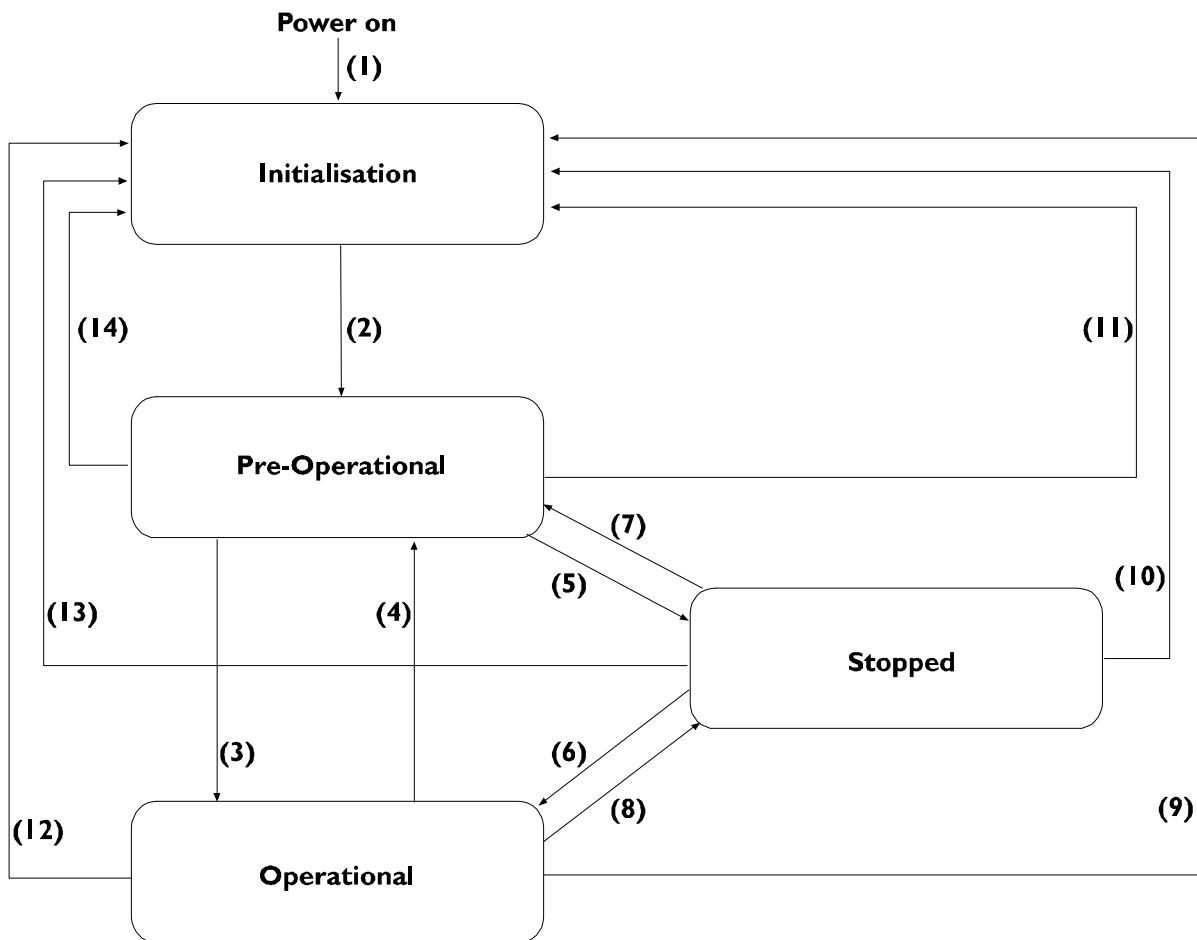 Power on
(1)
Initialisation
(14)
(2)
(11)
Pre-Operational
(7)
(5)
(10)
(13)
(4)
Stopped
(3)
(6)
(8)
(9)
(12)
Operational